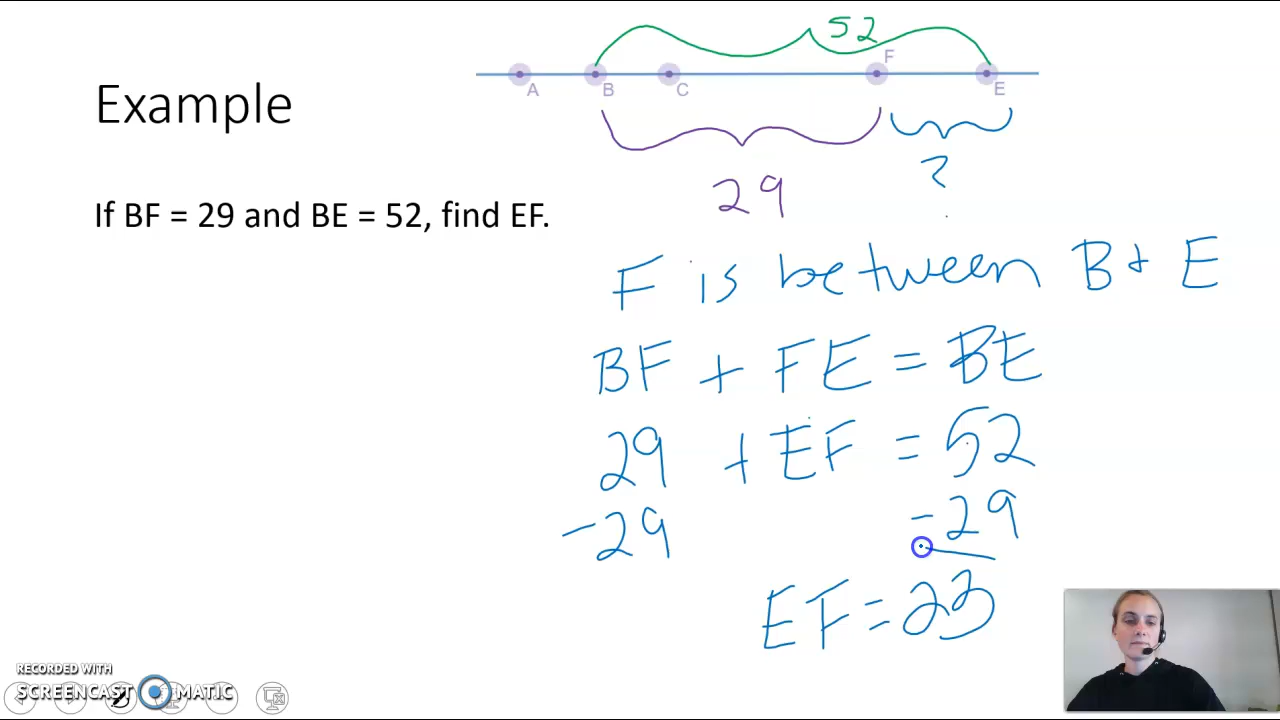 52
A B C F E
Example
29 ?
If BF = 29 and BE = 52, find EF.
F is between B + E
BF + FE = BE
29 + EF = 52
-29 -29
EF = 23
RECORDED WITH
SCREENCAST MATIC